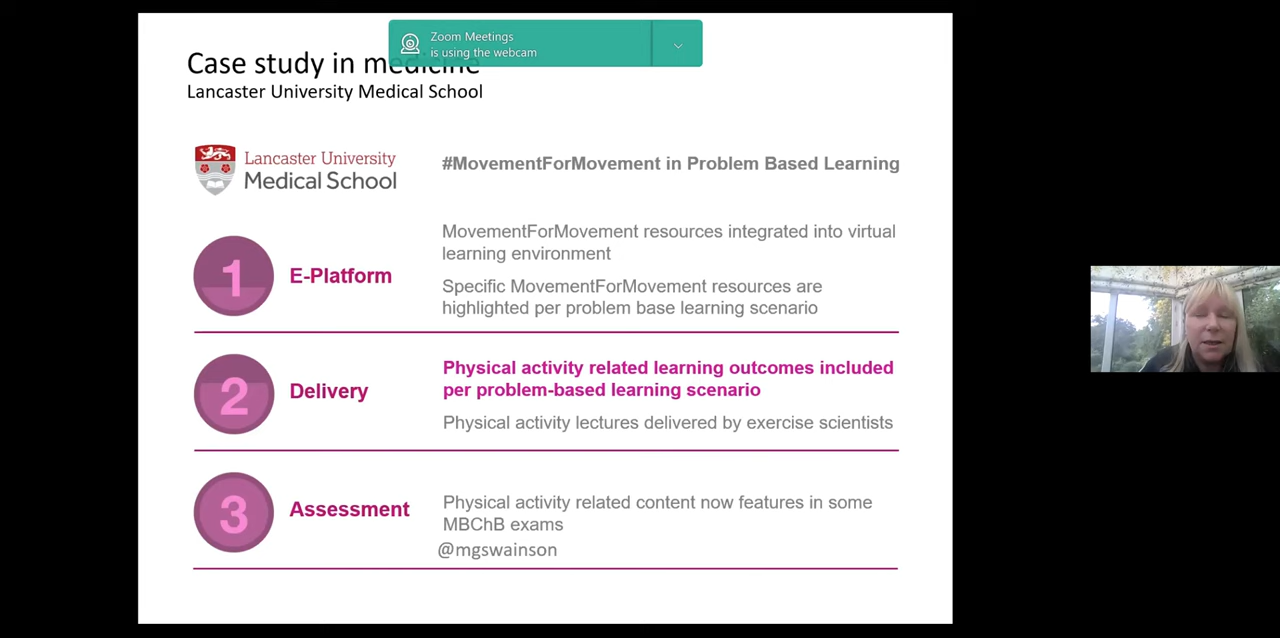 Zoom Meetings
is using the webcam
Case study in medicine
Lancaster University Medical School
Lancaster University
Medical School
#MovementForMovement in Problem Based Learning
1
E-Platform
MovementForMovement resources integrated into virtual
learning environment
Specific MovementForMovement resources are
highlighted per problem base learning scenario
2
Delivery
Physical activity related learning outcomes included
per problem-based learning scenario
Physical activity lectures delivered by exercise scientists
3
Assessment
Physical activity related content now features in some
MBChB exams
@mgswainson